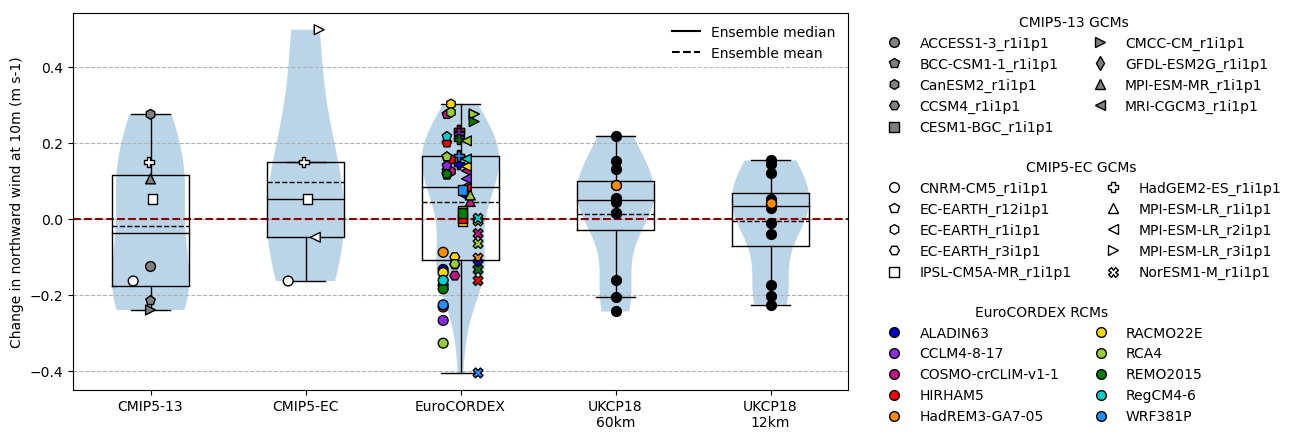 Change in northward wind at 10m (m s-1)
0.4
0.2
0.0
−0.2
−0.4
Ensemble median
Ensemble mean
CMIP5-13
CMIP5-EC
EuroCORDEX
UKCP18
60km
UKCP18
12km
CMIP5-13 GCMs
ACCESS1-3_r1i1p1
BCC-CSM1-1_r1i1p1
CanESM2_r1i1p1
CCSM4_r1i1p1
CESM1-BGC_r1i1p1
CMCC-CM_r1i1p1
GFDL-ESM2G_r1i1p1
MPI-ESM-MR_r1i1p1
MRI-CGCM3_r1i1p1
CMIP5-EC GCMs
CNRM-CM5_r1i1p1
EC-EARTH_r12i1p1
EC-EARTH_r1i1p1
EC-EARTH_r3i1p1
IPSL-CM5A-MR_r1i1p1
HadGEM2-ES_r1i1p1
MPI-ESM-LR_r1i1p1
MPI-ESM-LR_r2i1p1
MPI-ESM-LR_r3i1p1
NorESM1-M_r1i1p1
EuroCORDEX RCMs
ALADIN63
CCLM4-8-17
COSMO-crCLIM-v1-1
HIRHAM5
HadREM3-GA7-05
RACMO22E
RCA4
REMO2015
RegCM4-6
WRF381P